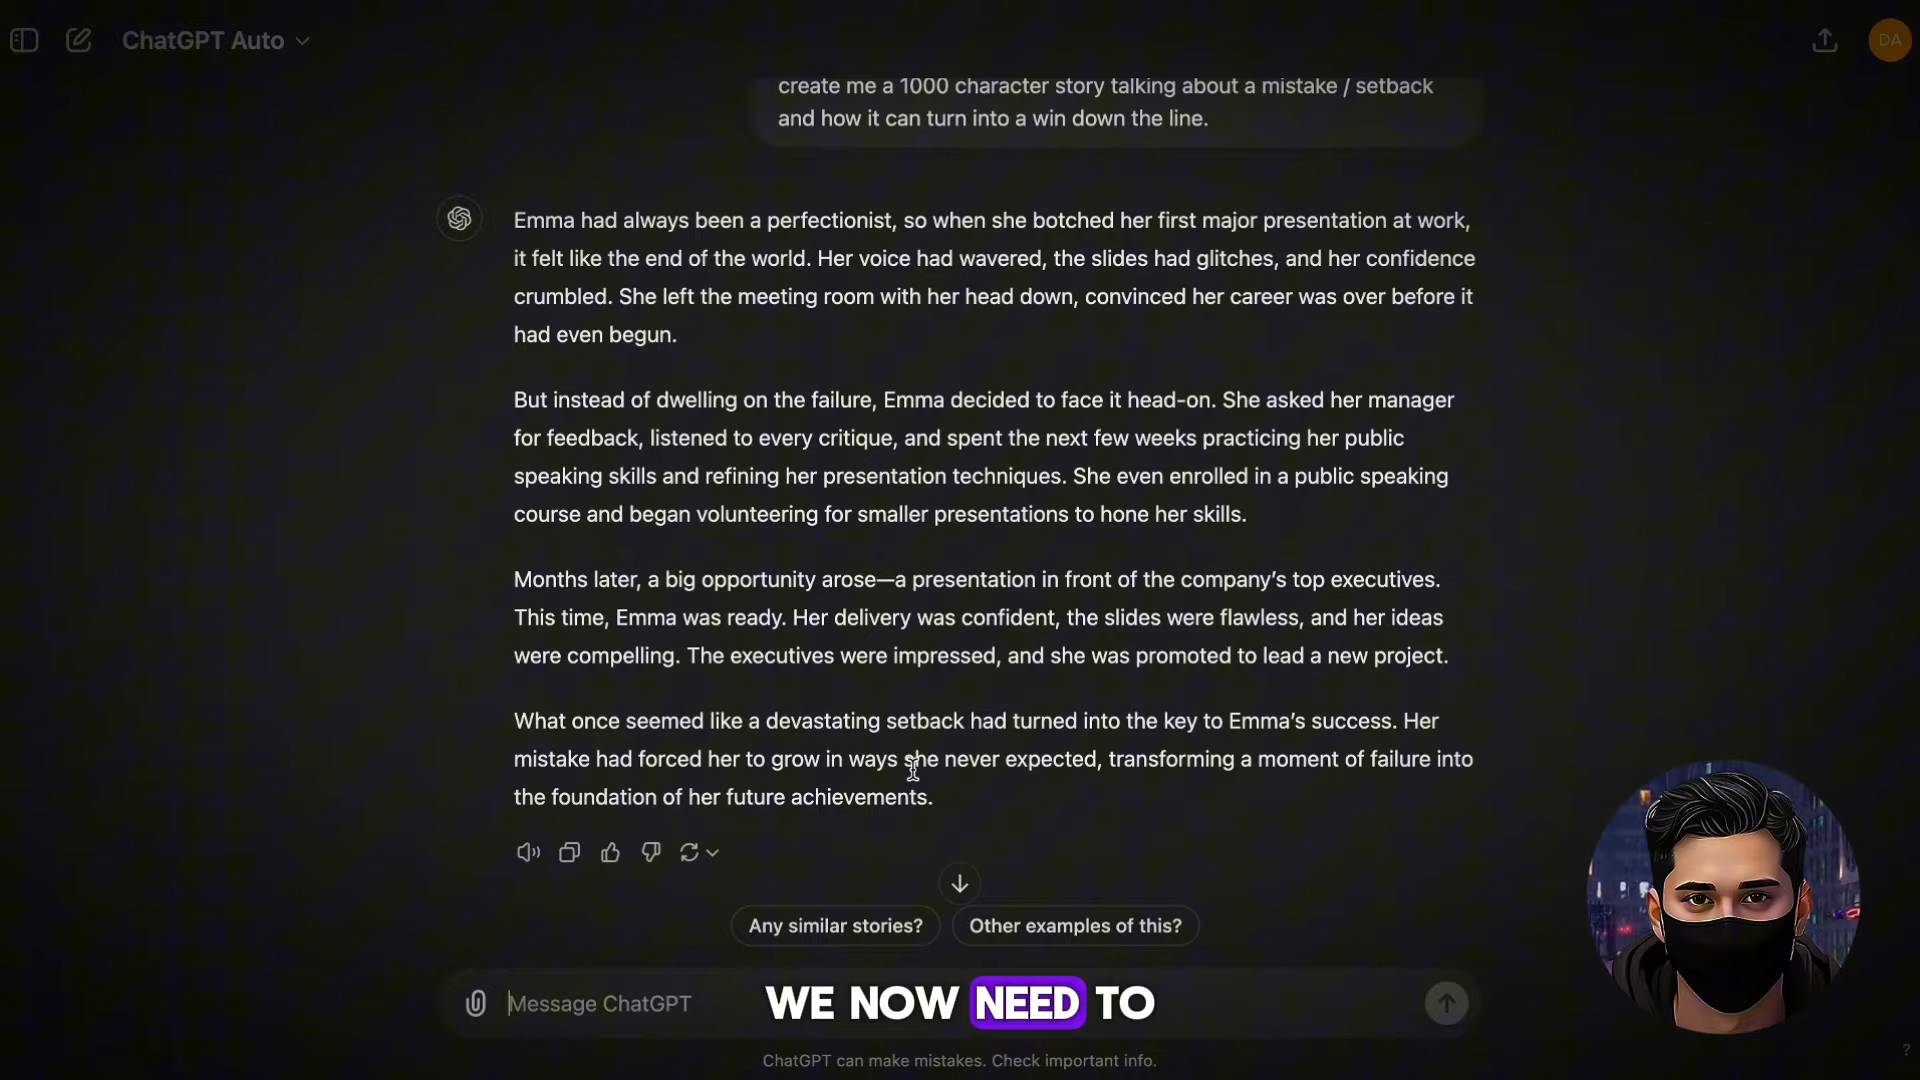 ChatGPT Auto
DA
create me a 1000 character story talking about a mistake / setback
and how it can turn into a win down the line.
Emma had always been a perfectionist, so when she botched her first major presentation at work,
it felt like the end of the world. Her voice had wavered, the slides had glitches, and her confidence
crumbled. She left the meeting room with her head down, convinced her career was over before it
had even begun.
But instead of dwelling on the failure, Emma decided to face it head-on. She asked her manager
for feedback, listened to every critique, and spent the next few weeks practicing her public
speaking skills and refining her presentation techniques. She even enrolled in a public speaking
course and began volunteering for smaller presentations to hone her skills.
Months later, a big opportunity arose—a presentation in front of the company’s top executives.
This time, Emma was ready. Her delivery was confident, the slides were flawless, and her ideas
were compelling. The executives were impressed, and she was promoted to lead a new project.
What once seemed like a devastating setback had turned into the key to Emma’s success. Her
mistake had forced her to grow in ways she never expected, transforming a moment of failure into
the foundation of her future achievements.
Any similar stories?
Other examples of this?
Message ChatGPT
WE NOW NEED TO
ChatGPT can make mistakes. Check important info.
?